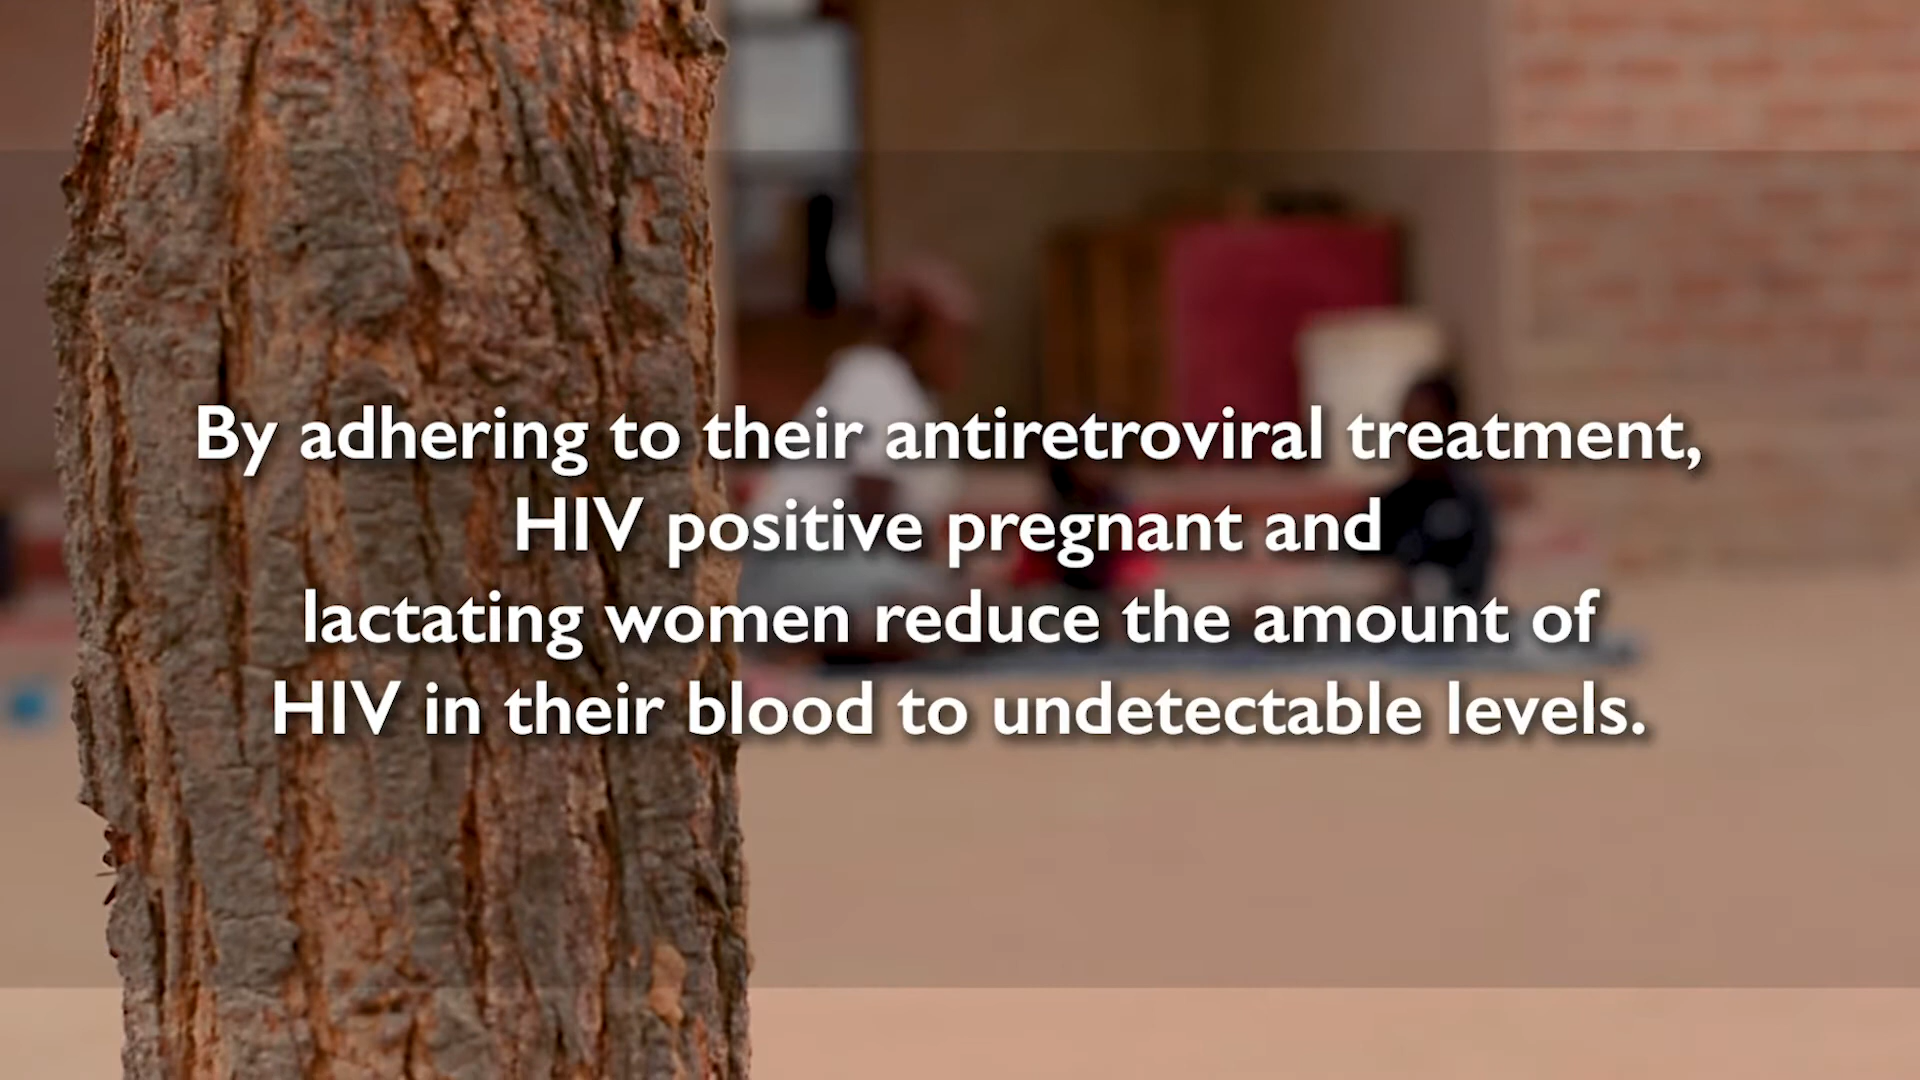 By adhering to their antiretroviral treatment,
HIV positive pregnant and
lactating women reduce the amount of
HIV in their blood to undetectable levels.